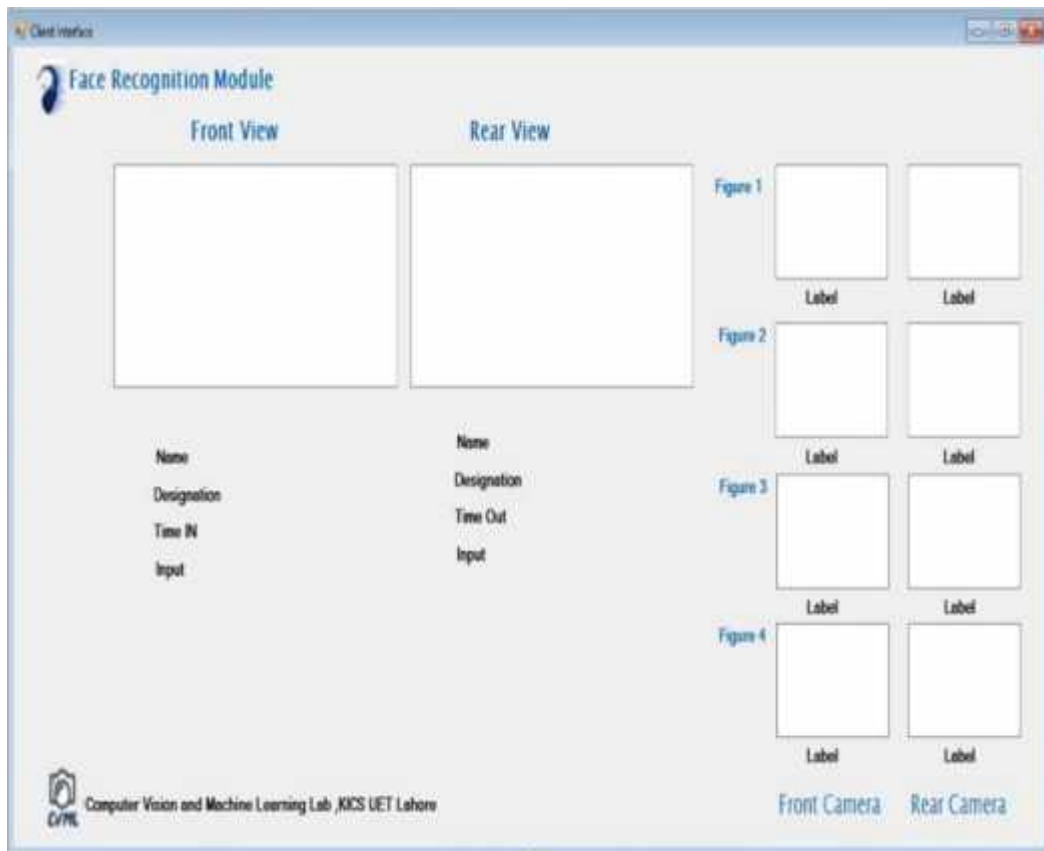 Client Interface
Face Recognition Module
Front View
Rear View
Name
Designation
Time IN
Input
Name
Designation
Time Out
Input
Figure 1
Label Label
Figure 2
Label Label
Figure 3
Label Label
Figure 4
Label Label
Front Camera Rear Camera
CVML
Computer Vision and Machine Learning Lab ,KICS UET Lahore